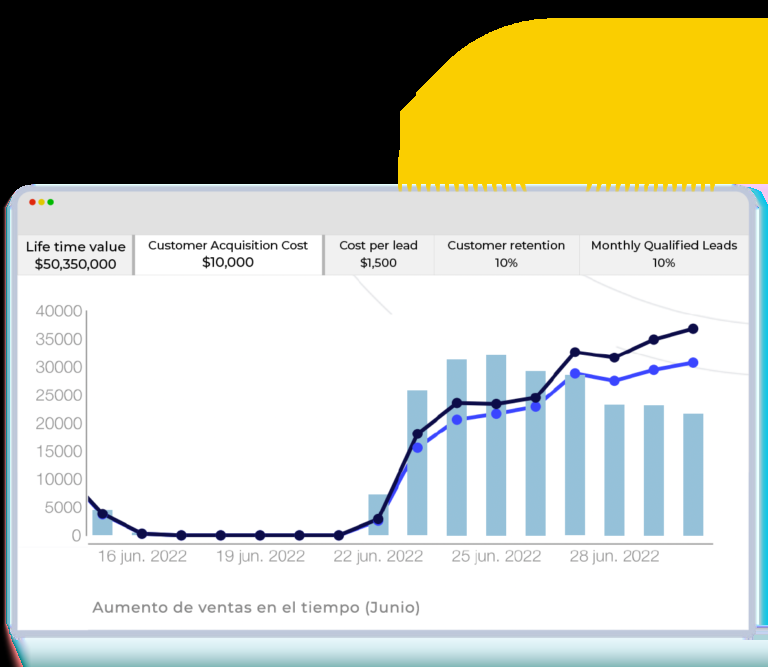 Life time value
$50,350,000
Customer Acquisition Cost
$10,000
Cost per lead
$1,500
Customer retention
10%
Monthly Qualified Leads
10%
40000
35000
30000
25000
20000
15000
10000
5000
0
16 jun. 2022
19 jun. 2022
22 jun. 2022
25 jun. 2022
28 jun. 2022
Aumento de ventas en el tiempo (Junio)